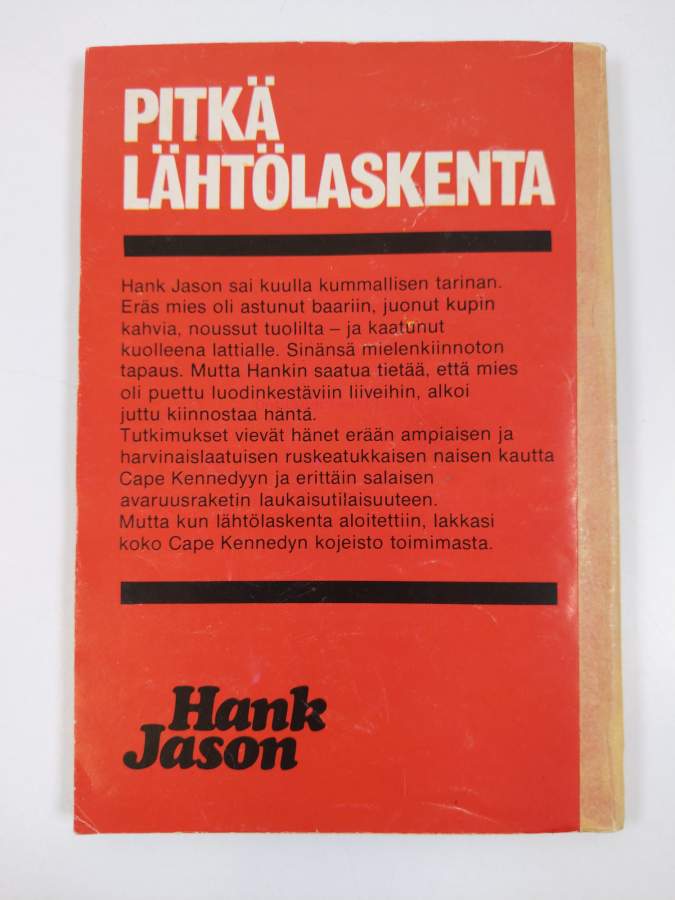 PITKÄ
LÄHTÖLASKENTA
Hank Jason sai kuulla kummallisen tarinan.
Eräs mies oli astunut baariin, juonut kupin
kahvia, noussut tuolilta – ja kaatunut
kuolleena lattialle. Sinänsä mielenkiinnoton
tapaus. Mutta Hankin saatua tietää, että mies
oli puettu luodinkestäviin liiveihin, alkoi
juttu kiinnostaa häntä.
Tutkimukset vievät hänet erään ampiaisen ja
harvinaislaatuisen ruskeatukkaisen naisen kautta
Cape Kennedyyn ja erittäin salaisen
avaruusraketin laukaisutilaisuuteen.
Mutta kun lähtölaskenta aloitettiin, lakkasi
koko Cape Kennedyn kojeisto toimimasta.
Hank
Jason